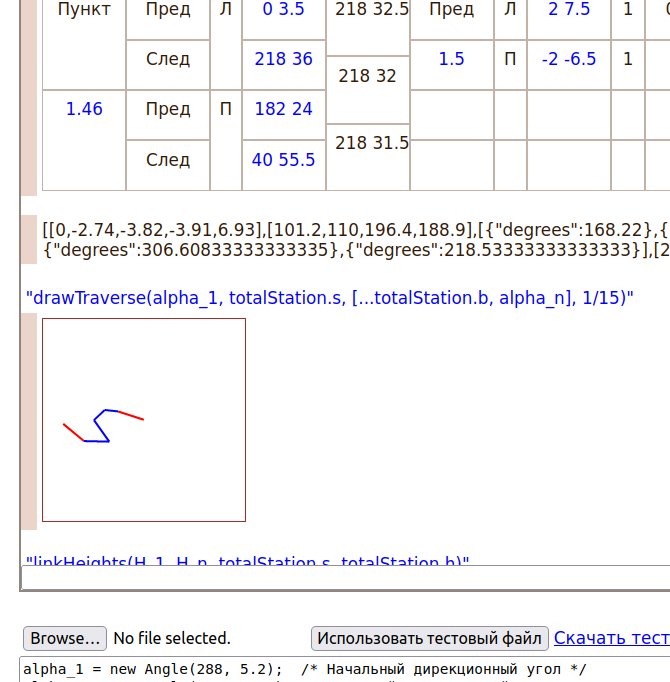 Пункт Пред Л 0 3.5 218 32.5 Пред Л 2 7.5 1
След 218 36 218 32 1.5 П -2 -6.5 1
1.46 Пред П 182 24
След 40 55.5 218 31.5
[[0,-2.74,-3.82,-3.91,6.93],[101.2,110,196.4,188.9],[{"degrees":168.22},{
{"degrees":306.60833333333335},{"degrees":218.53333333333333}],[2
"drawTraverse(alpha_1, totalStation.s, [...totalStation.b, alpha_n], 1/15)"
"linkHeights(H_1, H_n, totalStation.s, totalStation.h)"
Browse... No file selected. Использовать тестовый файл Скачать тест
alpha_1 = new Angle(288, 5.2); /* Начальный дирекционный угол */